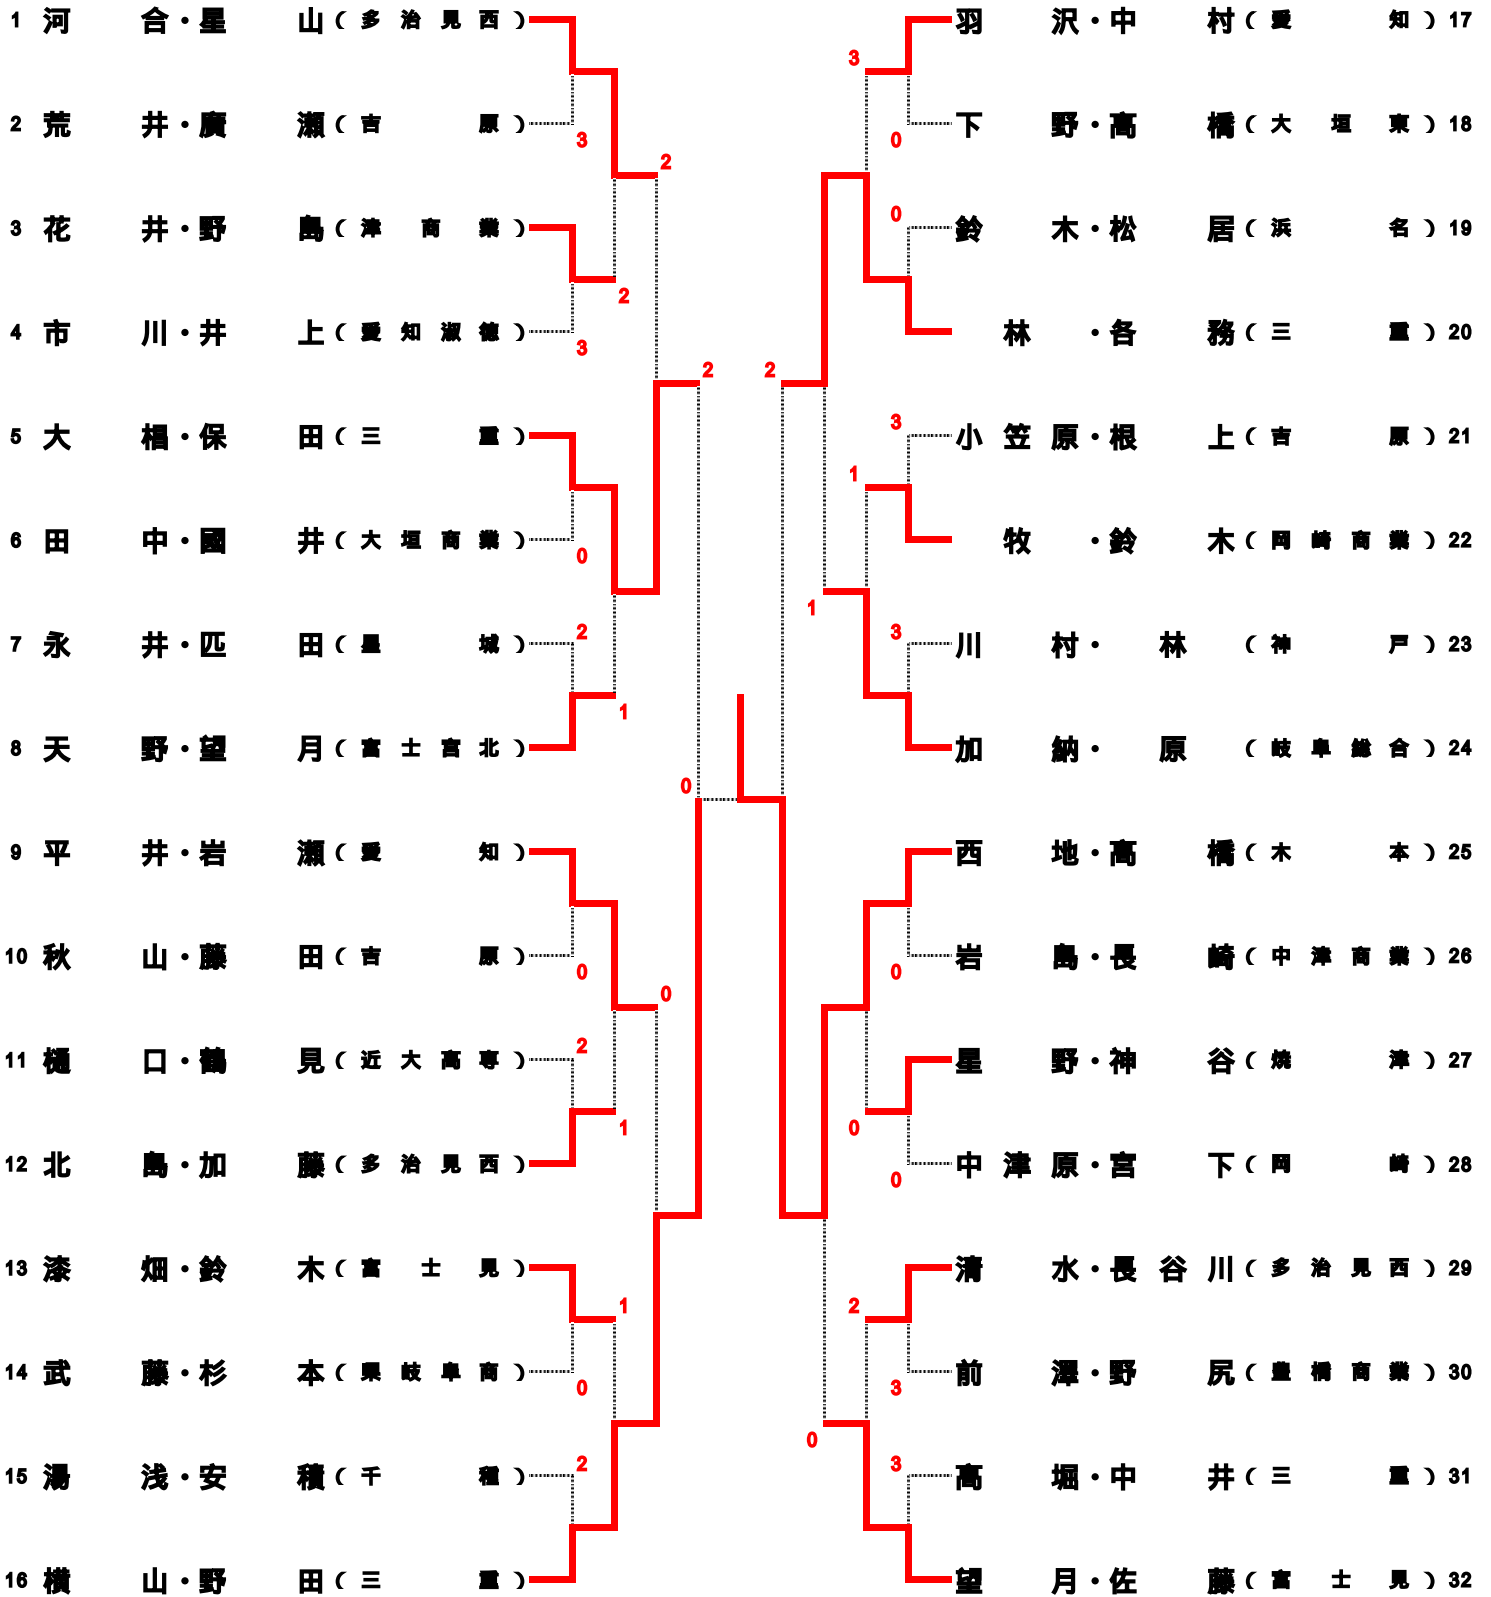 1 河合・星山(多治見西)
2 荒井・廣瀬(吉原)
3
3 花井・野島(津商業)
4 市川・井上(愛知淑徳)
3
2
2
5 大椙・保田(三重)
6 田中・國井(大垣商業)
0
7 永井・匹田(星城)
2
8 天野・望月(富士宮北)
1
2
9 平井・岩瀬(愛知)
10 秋山・藤田(吉原)
0
11 樋口・鶴見(近大高専)
2
12 北島・加藤(多治見西)
1
0
13 漆畑・鈴木(富士見)
14 武藤・杉本(県岐阜商)
0
1
15 湯浅・安積(千種)
2
16 横山・野田(三重)
0
羽沢・中村(愛知)17
3
下野・髙橋(大垣東)18
0
鈴木・松居(浜名)19
0
林・各務(三重)20
2
小笠原・根上(吉原)21
3
1
牧・鈴木(岡崎商業)22
川村・林(神戸)23
3
1
加納・原(岐阜総合)24
西地・髙橋(木本)25
岩島・長崎(中津商業)26
0
星野・神谷(焼津)27
0
中津原・宮下(岡崎)28
0
清水・長谷川(多治見西)29
2
前澤・野尻(豊橋商業)30
3
0
高堀・中井(三重)31
3
望月・佐藤(富士見)32